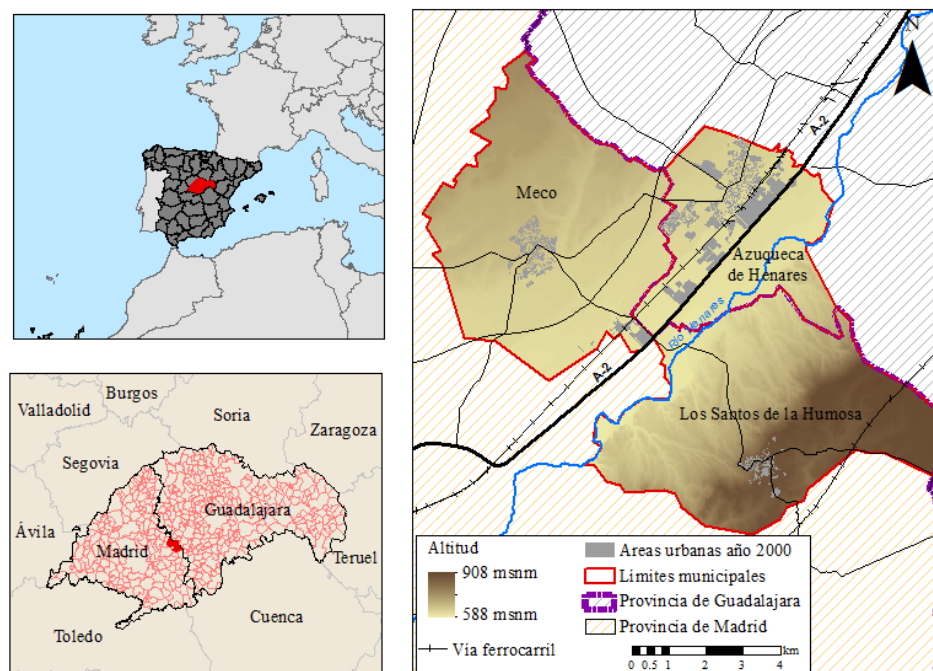 N
A-2
Meco
Azuqueca
de Henares
Río Henares
A-2
Los Santos de la Humosa
Burgos
Valladolid
Soria
Zaragoza
Segovia
Ávila
Guadalajara
Madrid
Teruel
Cuenca
Toledo
Altitud
908 msnm
588 msnm
Via ferrocarril
Areas urbanas año 2000
Limites municipales
Provincia de Guadalajara
Provincia de Madrid
km
0 0.5 1 2 3 4